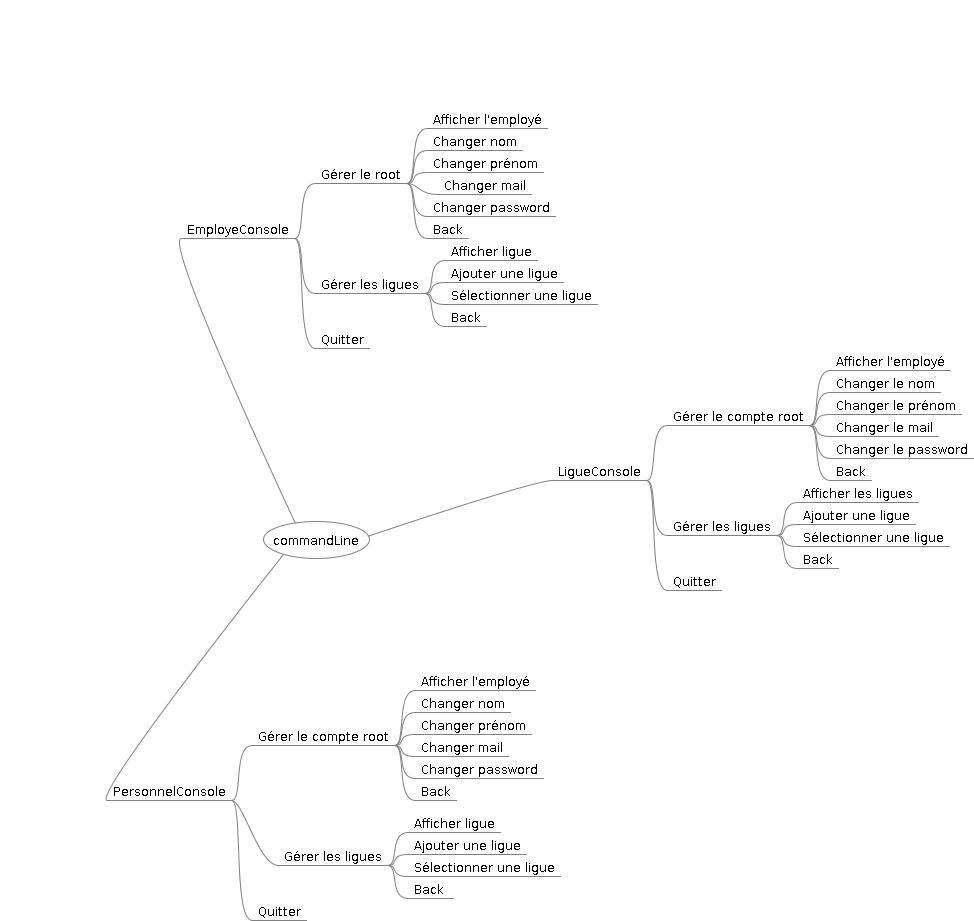 Afficher l'employé
Changer nom
Changer prénom
Gérer le root
Changer mail
Changer password
EmployeConsole
Back
Afficher ligue
Ajouter une ligue
Gérer les ligues
Sélectionner une ligue
Back
Quitter
Afficher l'employé
Changer le nom
Changer le prénom
Gérer le compte root
Changer le mail
Changer le password
LigueConsole
Back
Afficher les ligues
Ajouter une ligue
Gérer les ligues
Sélectionner une ligue
Back
Quitter
commandLine
Afficher l'employé
Changer nom
Changer prénom
Gérer le compte root
Changer mail
Changer password
PersonnelConsole
Back
Afficher ligue
Ajouter une ligue
Gérer les ligues
Sélectionner une ligue
Back
Quitter